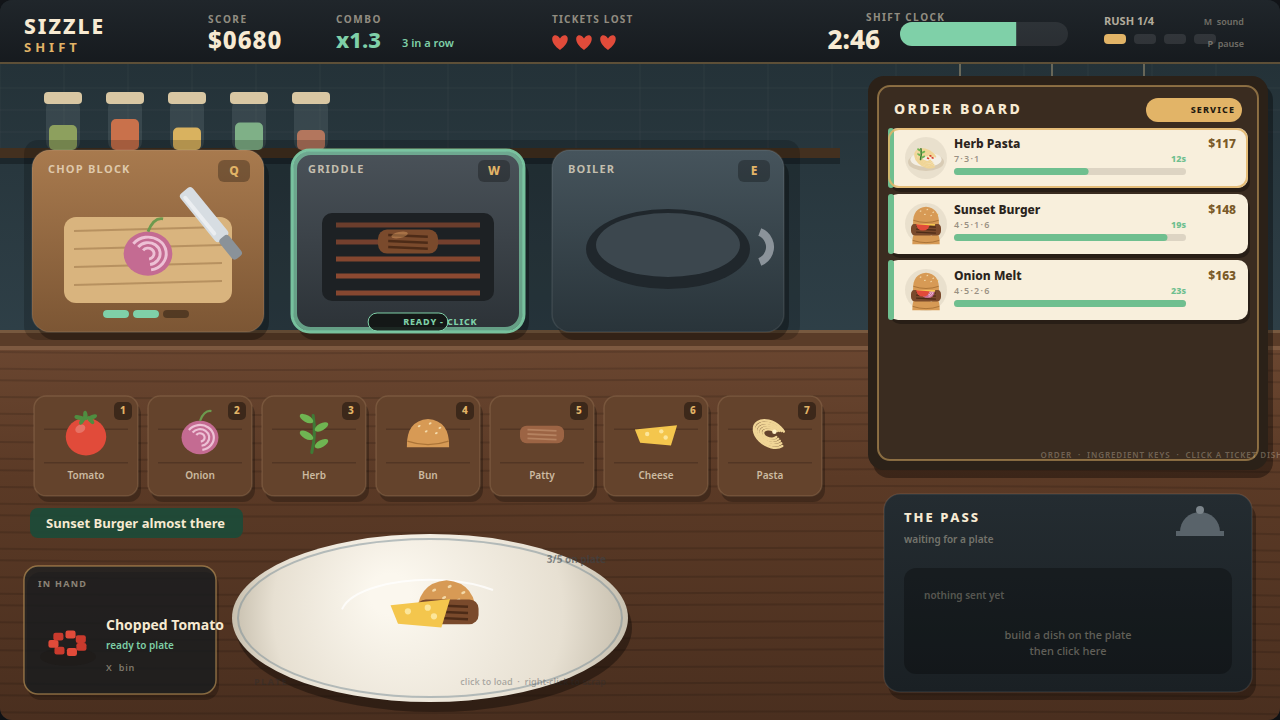 SIZZLE
SHIFT
SCORE
$0680
COMBO
x1.3
3 in a row
TICKETS LOST
SHIFT CLOCK
2:46
RUSH 1/4
M sound
P pause
CHOP BLOCK
Q
GRIDDLE
W
READY - CLICK
BOILER
E
ORDER BOARD
SERVICE
Herb Pasta
$117
7·3·1
12s
Sunset Burger
$148
4·5·1·6
19s
Onion Melt
$163
4·5·2·6
23s
ORDER · INGREDIENT KEYS · CLICK A TICKET DISH
1
Tomato
2
Onion
3
Herb
4
Bun
5
Patty
6
Cheese
7
Pasta
Sunset Burger almost there
IN HAND
Chopped Tomato
ready to plate
X bin
3/5 on
click to load · right-
THE PASS
waiting for a plate
nothing sent yet
build a dish on the plate
then click here